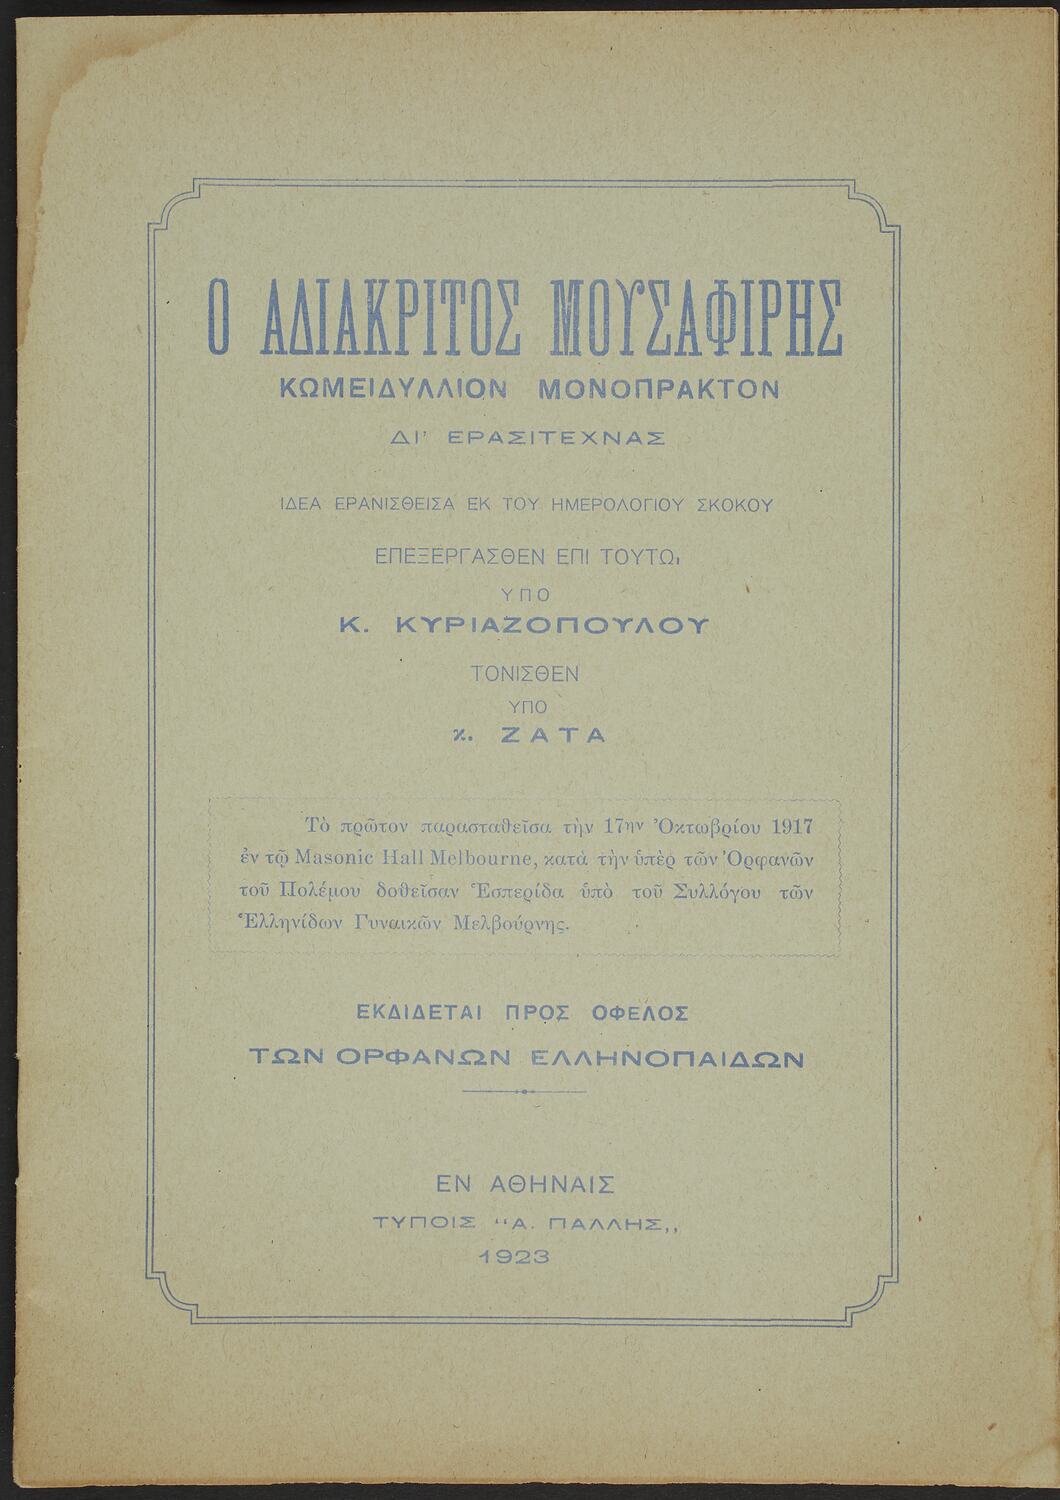 Ο ΑΔΙΑΚΡΙΤΟΣ ΜΟΥΣΑΦΙΡΗΣ
ΚΩΜΕΙΔΥΛΛΙΟΝ ΜΟΝΟΠΡΑΚΤΟΝ
ΔΙ' ΕΡΑΣΙΤΕΧΝΑΣ
ΙΔΕΑ ΕΡΑΝΙΣΘΕΙΣΑ ΕΚ ΤΟΥ ΗΜΕΡΟΛΟΓΙΟΥ ΣΚΟΚΟΥ
ΕΠΕΞΕΡΓΑΣΘΕΝ ΕΠΙ ΤΟΥΤΩι
ΥΠΟ
Κ. ΚΥΡΙΑΖΟΠΟΥΛΟΥ
ΤΟΝΙΣΘΕΝ
ΥΠΟ
κ. ΖΑΤΑ
Τὸ πρῶτον παρασταθεῖσα τὴν 17ην Ὀκτωβρίου 1917
ἐν τῷ Masonic Hall Melbourne, κατὰ τὴν ὑπὲρ τῶν Ὀρφανῶν
τοῦ Πολέμου δοθεῖσαν Ἑσπερίδα ὑπὸ τοῦ Συλλόγου τῶν
Ἑλληνίδων Γυναικῶν Μελβούρνης.
ΕΚΔΙΔΕΤΑΙ ΠΡΟΣ ΟΦΕΛΟΣ
ΤΩΝ ΟΡΦΑΝΩΝ ΕΛΛΗΝΟΠΑΙΔΩΝ
ΕΝ ΑΘΗΝΑΙΣ
ΤΥΠΟΙΣ "Α. ΠΑΛΛΗΣ,,
1923